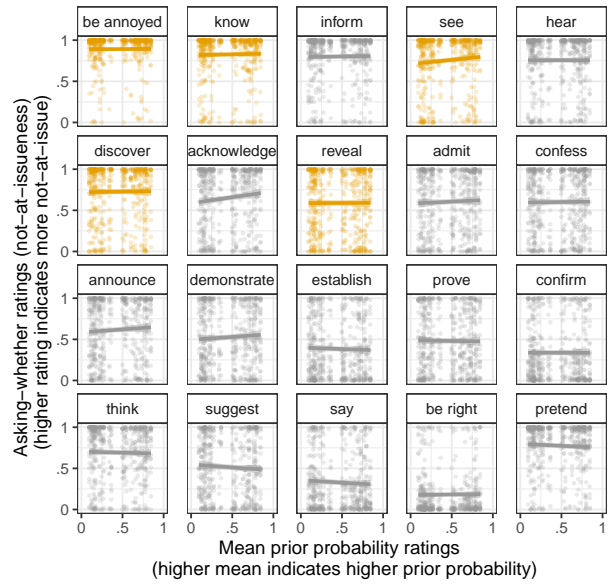 be annoyed know inform see hear
discover acknowledge reveal admit confess
announce demonstrate establish prove confirm
think suggest say be right pretend
Asking−whether ratings (not−at−issueness)
(higher rating indicates more not−at−issue)
1
.5
0
1
.5
0
1
.5
0
1
.5
0
0 .5 1 0 .5 1 0 .5 1 0 .5 1 0 .5 1
Mean prior probability ratings
(higher mean indicates higher prior probability)